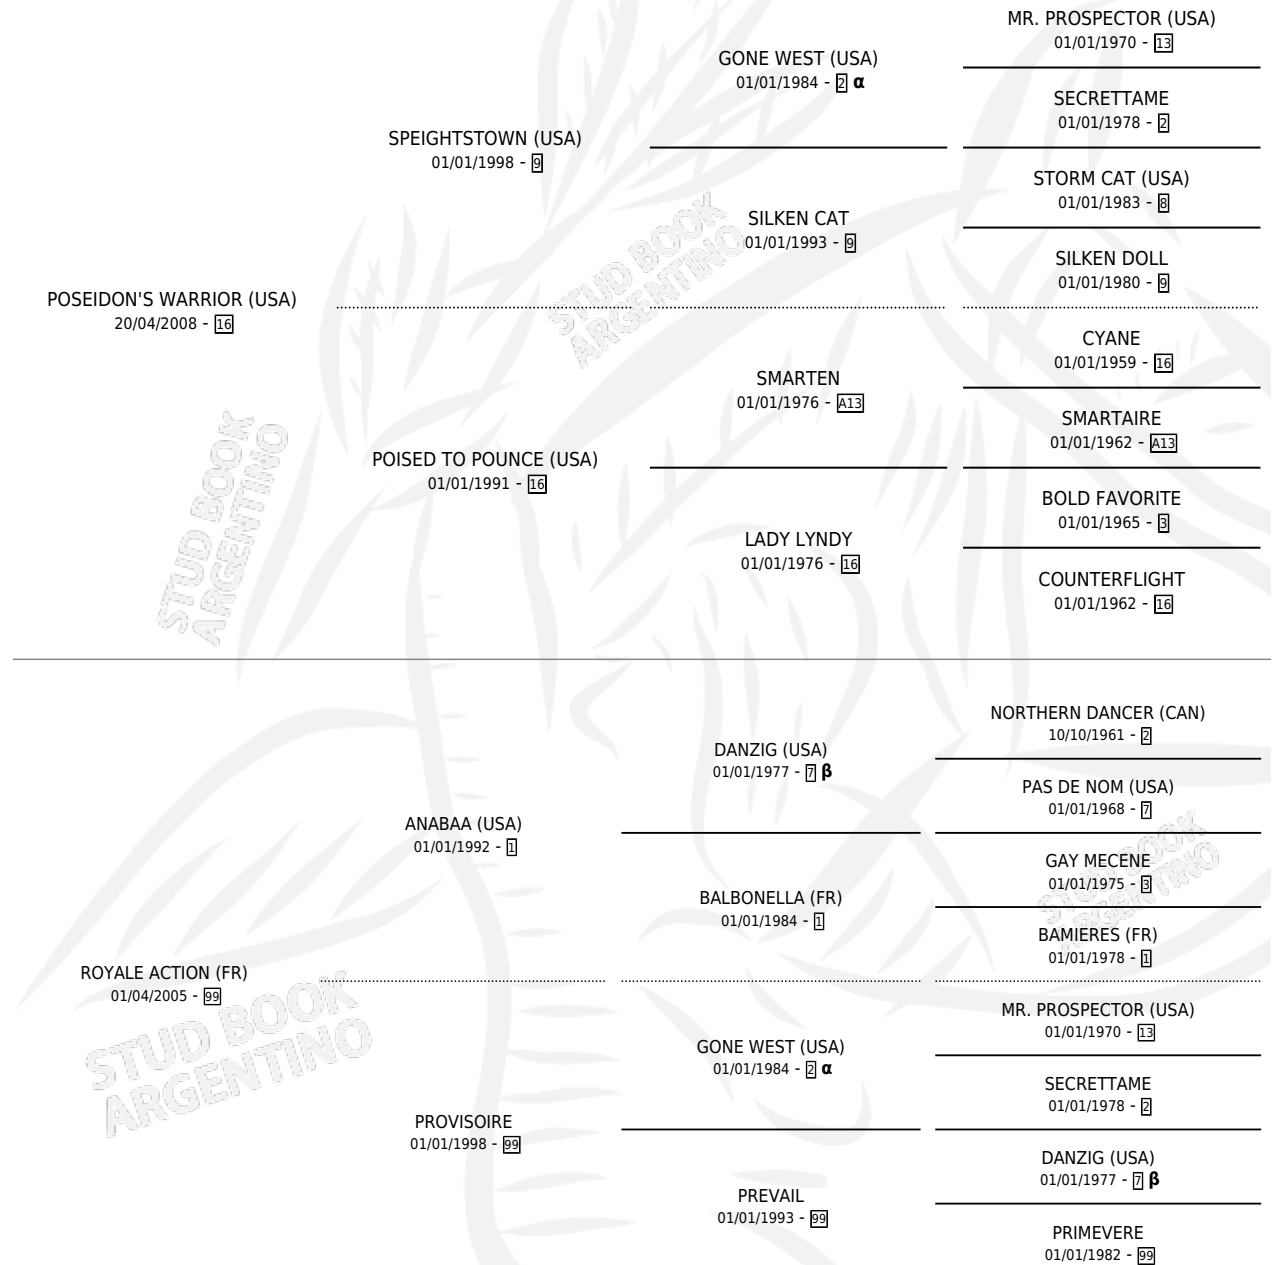 MR. PROSPECTOR (USA)
01/01/1970 - 13
GONE WEST (USA)
01/01/1984 - 2 α
SECRETTAME
01/01/1978 - 2
SPEIGHTSTOWN (USA)
01/01/1998 - 9
STORM CAT (USA)
01/01/1983 - 8
SILKEN CAT
01/01/1993 - 9
SILKEN DOLL
01/01/1980 - 9
POSEIDON'S WARRIOR (USA)
20/04/2008 - 16
STUD BOOK
ARGENTINO
CYANE
01/01/1959 - 16
SMARTEN
01/01/1976 - A13
SMARTAIRE
01/01/1962 - A13
POISED TO POUNCE (USA)
01/01/1991 - 16
BOLD FAVORITE
01/01/1965 - 3
LADY LYNDY
01/01/1976 - 16
COUNTERFLIGHT
01/01/1962 - 16
STUD BOOK
ARGENTINO
NORTHERN DANCER (CAN)
10/10/1961 - 2
DANZIG (USA)
01/01/1977 - 7 β
PAS DE NOM (USA)
01/01/1968 - 7
ANABAA (USA)
01/01/1992 - 1
GAY MECENE
01/01/1975 - 3
BALBONELLA (FR)
01/01/1984 - 1
BAMIERES (FR)
01/01/1978 - 1
STUD BOOK
ARGENTINO
ROYALE ACTION (FR)
01/04/2005 - 99
STUD BOOK
ARGENTINO
MR. PROSPECTOR (USA)
01/01/1970 - 13
GONE WEST (USA)
01/01/1984 - 2 α
SECRETTAME
01/01/1978 - 2
PROVISOIRE
01/01/1998 - 99
DANZIG (USA)
01/01/1977 - 7 β
PREVAIL
01/01/1993 - 99
PRIMEVERE
01/01/1982 - 99